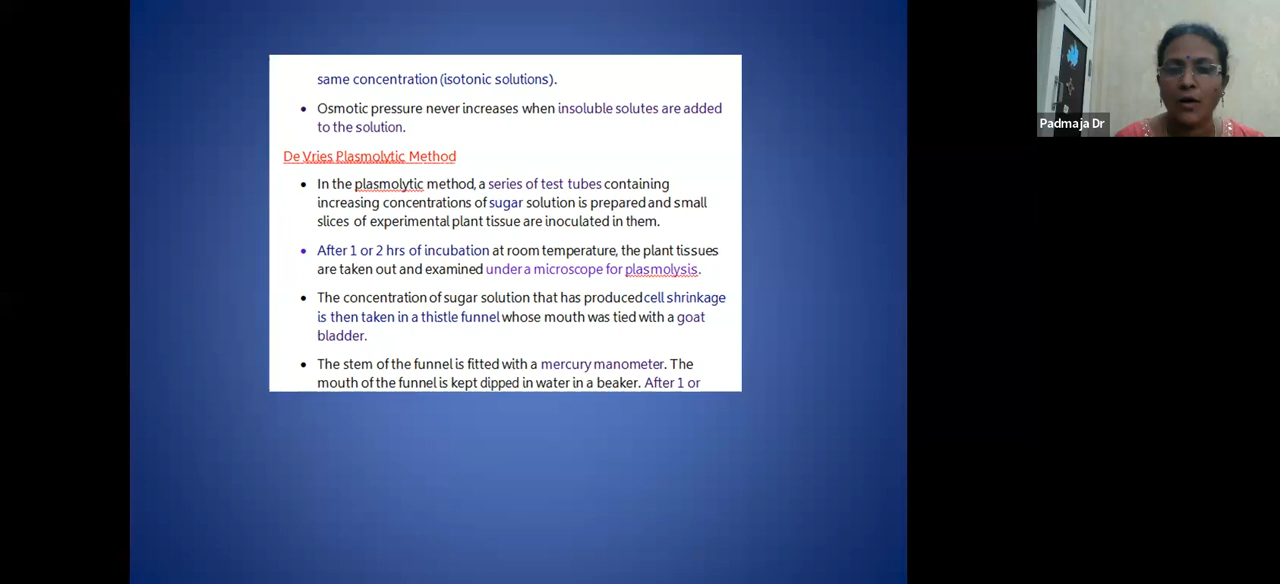 same concentration (isotonic solutions).
• Osmotic pressure never increases when insoluble solutes are added
to the solution.
De Vries Plasmolytic Method
• In the plasmolytic method, a series of test tubes containing
increasing concentrations of sugar solution is prepared and small
slices of experimental plant tissue are inoculated in them.
• After 1 or 2 hrs of incubation at room temperature, the plant tissues
are taken out and examined under a microscope for plasmolysis.
• The concentration of sugar solution that has produced cell shrinkage
is then taken in a thistle funnel whose mouth was tied with a goat
bladder.
• The stem of the funnel is fitted with a mercury manometer. The
mouth of the funnel is kept dipped in water in a beaker. After 1 or
Padmaja Dr